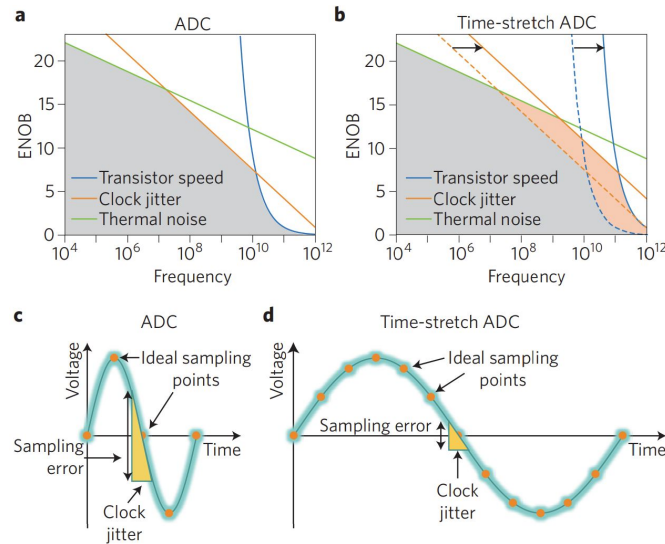 a
ADC
ENOB
20
15
10
5
0
Transistor speed
Clock jitter
Thermal noise
10^4 10^6 10^8 10^10 10^12
Frequency
b
Time-stretch ADC
ENOB
20
15
10
5
0
Transistor speed
Clock jitter
Thermal noise
10^4 10^6 10^8 10^10 10^12
Frequency
c
ADC
Voltage
Ideal sampling
points
Time
Sampling
error
Clock
jitter
d
Time-stretch ADC
Voltage
Ideal sampling
points
Sampling error
Time
Clock
jitter